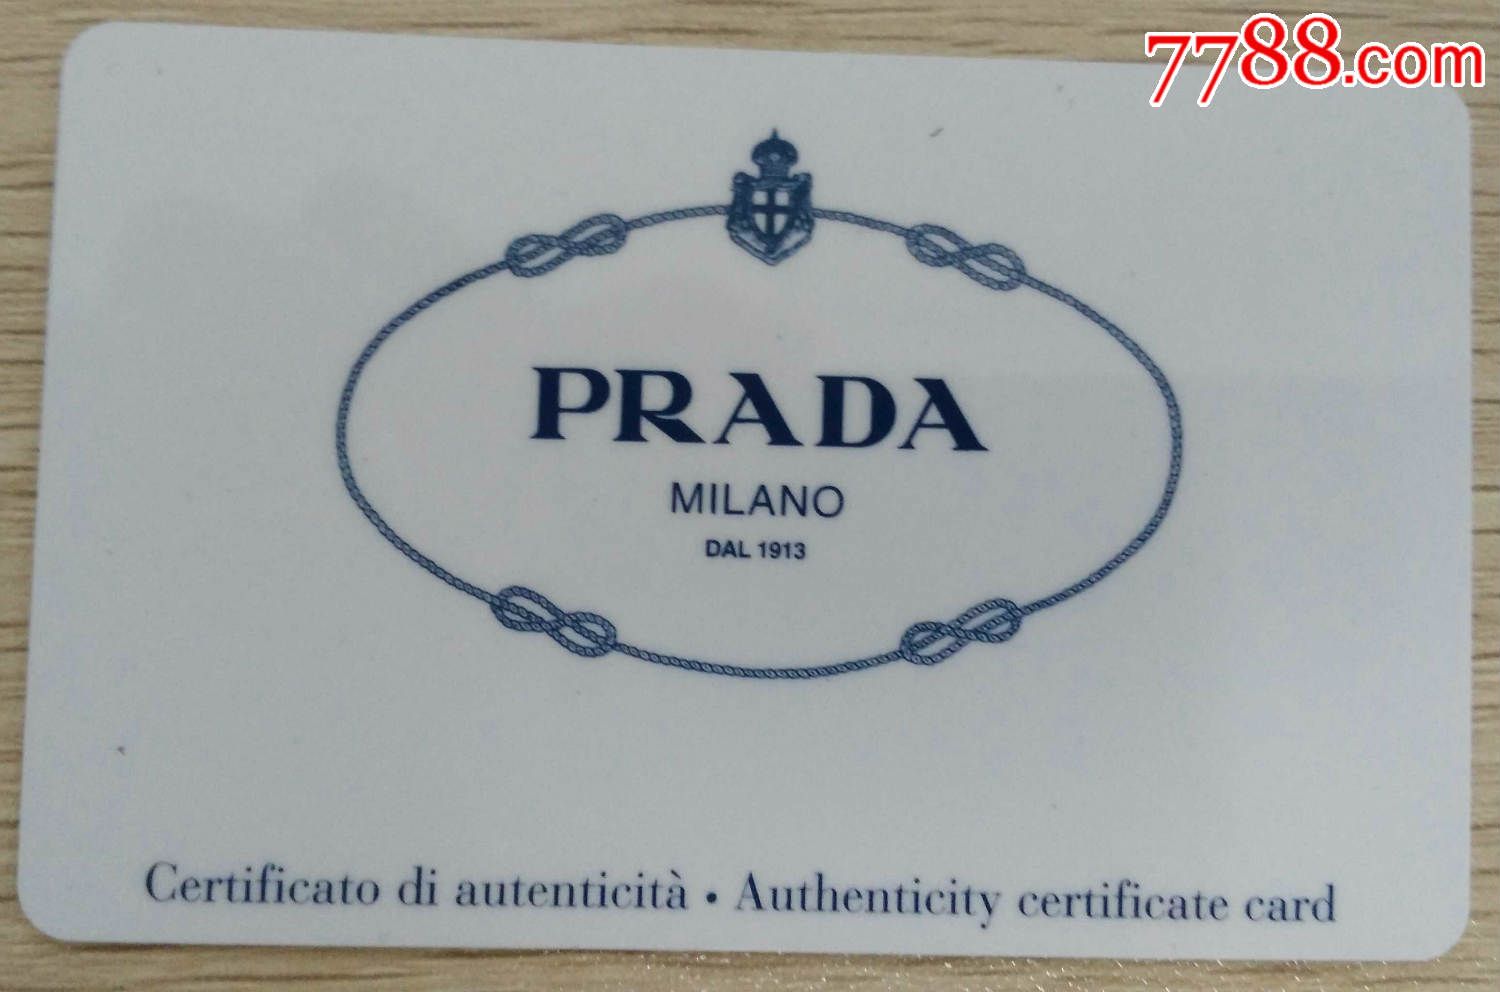 7788.com
PRADA
MILANO
DAL 1913
Certificato di autenticità • Authenticity certificate card